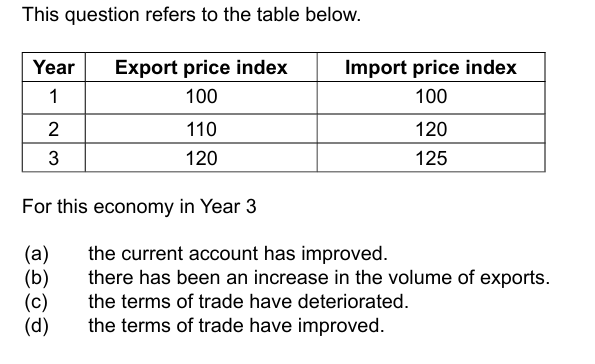 This question refers to the table below.
Year Export price index Import price index
1 100 100
2 110 120
3 120 125
For this economy in Year 3
(a) the current account has improved.
(b) there has been an increase in the volume of exports.
(c) the terms of trade have deteriorated.
(d) the terms of trade have improved.